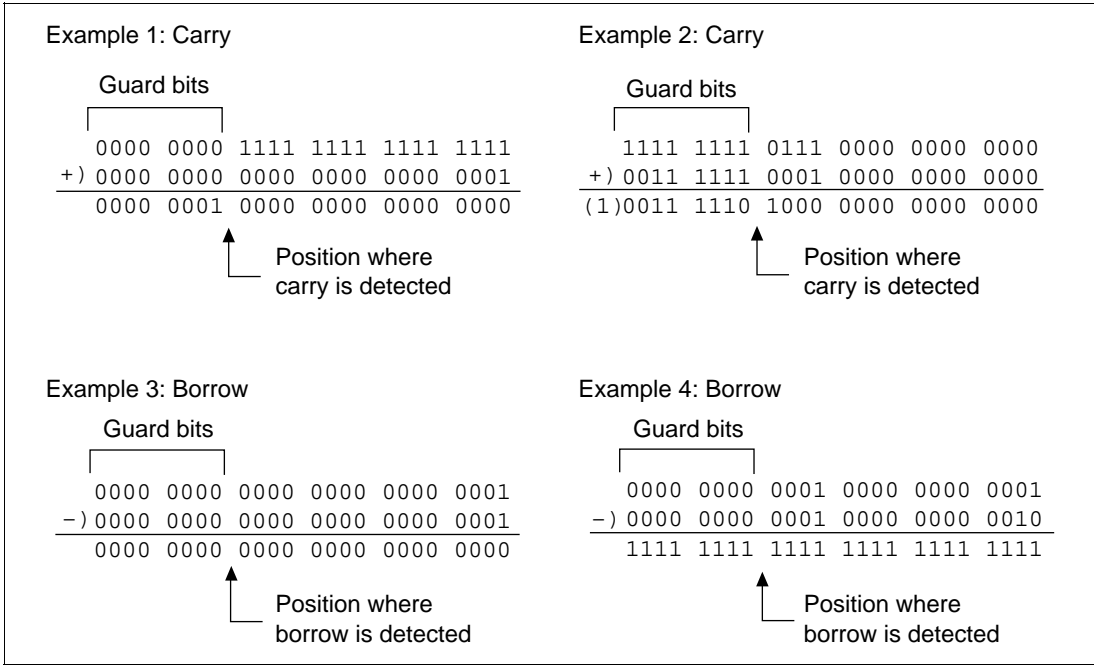 Example 1: Carry
Guard bits
0000 0000 1111 1111 1111 1111
+) 0000 0000 0000 0000 0000 0001
0000 0001 0000 0000 0000 0000
Position where
carry is detected
Example 2: Carry
Guard bits
1111 1111 0111 0000 0000 0000
+) 0011 1111 0001 0000 0000 0000
(1)0011 1110 1000 0000 0000 0000
Position where
carry is detected
Example 3: Borrow
Guard bits
0000 0000 0000 0000 0000 0001
−) 0000 0000 0000 0000 0000 0001
0000 0000 0000 0000 0000 0000
Position where
borrow is detected
Example 4: Borrow
Guard bits
0000 0000 0001 0000 0000 0001
−) 0000 0000 0001 0000 0000 0010
1111 1111 1111 1111 1111 1111
Position where
borrow is detected